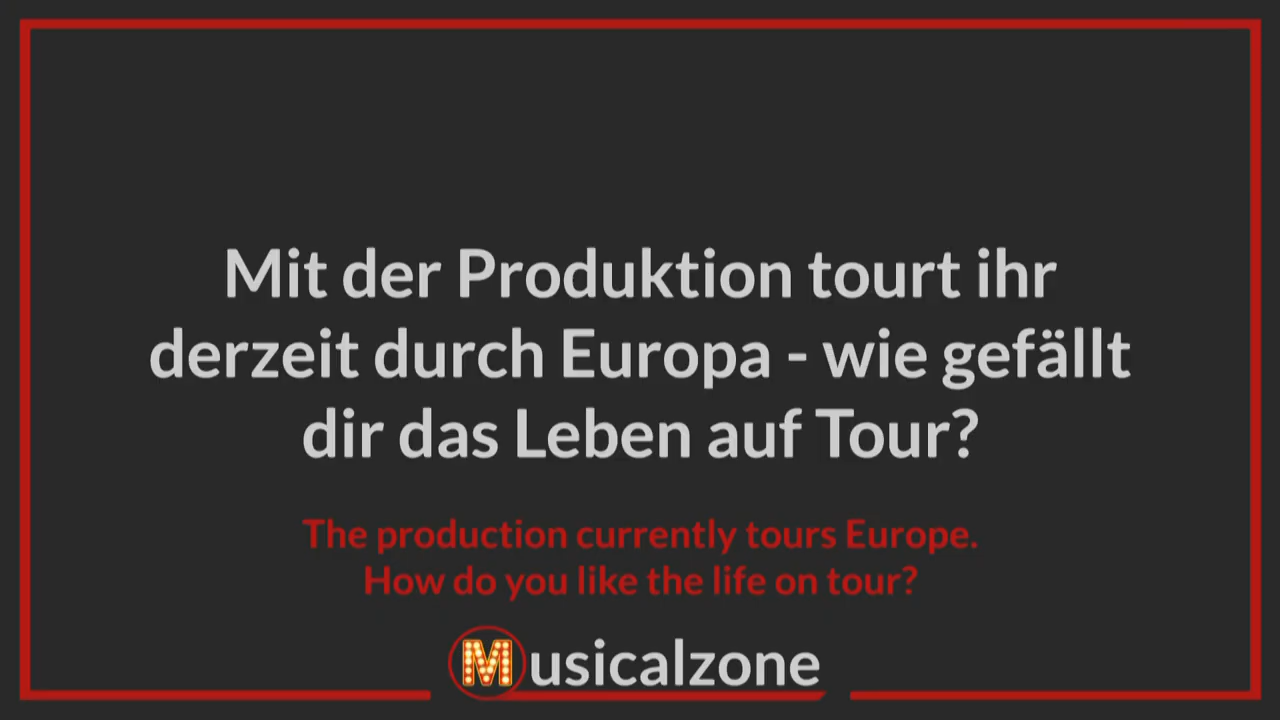 Mit der Produktion tourt ihr
derzeit durch Europa - wie gefällt
dir das Leben auf Tour?
The production currently tours Europe.
How do you like the life on tour?
Musicalzone